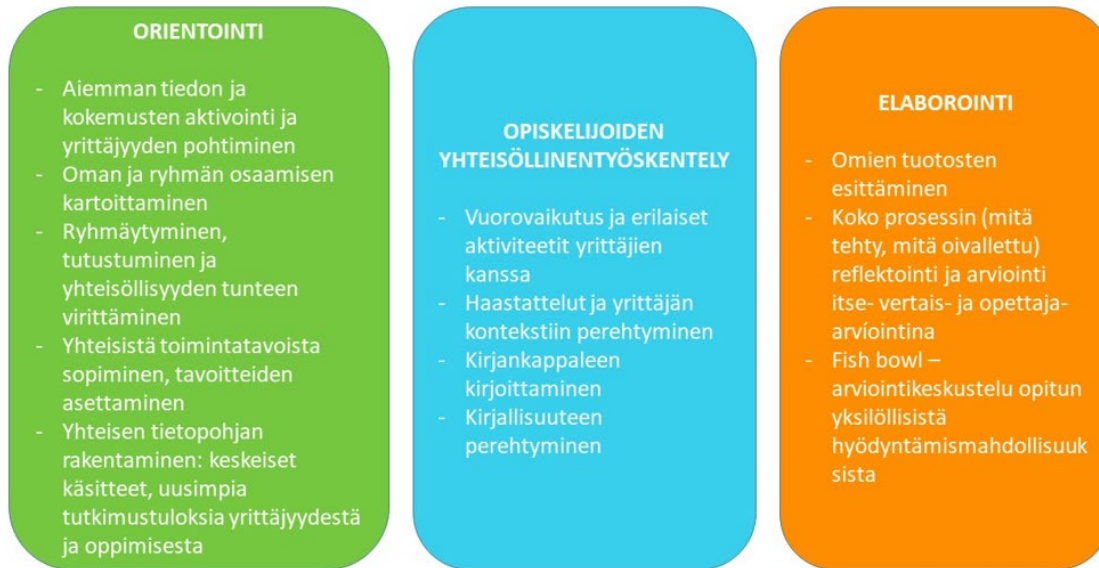 ORIENTOINTI
- Aiemman tiedon ja
kokemusten aktivointi ja
yrittäjyyden pohtiminen
- Oman ja ryhmän osaamisen
kartoittaminen
- Ryhmäytyminen,
tutustuminen ja
yhteisöllisyyden tunteen
virittäminen
- Yhteisistä toimintatavoista
sopiminen, tavoitteiden
asettaminen
- Yhteisen tietopohjan
rakentaminen: keskeiset
käsitteet, uusimpia
tutkimustuloksia yrittäjyydestä
ja oppimisesta
OPISKELIJOIDEN
YHTEISÖLLINENTYÖSKENTELY
- Vuorovaikutus ja erilaiset
aktiviteetit yrittäjien
kanssa
- Haastattelut ja yrittäjän
kontekstiin perehtyminen
- Kirjankappaleen
kirjoittaminen
- Kirjallisuuteen
perehtyminen
ELABOROINTI
- Omien tuotosten
esittäminen
- Koko prosessin (mitä
tehty, mitä oivallettu)
reflektointi ja arviointi
itse- vertais- ja opettaja-
arvíointina
- Fish bowl –
arviointikeskustelu opitun
yksilöllisistä
hyödyntämismahdollisuuk
sista